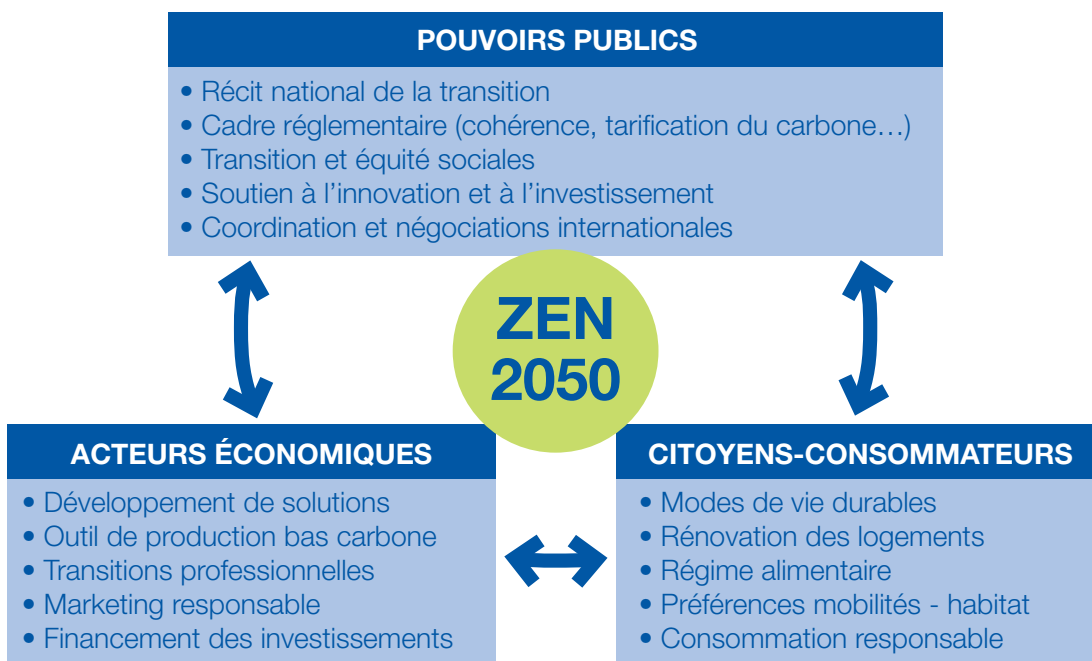 POUVOIRS PUBLICS
• Récit national de la transition
• Cadre réglementaire (cohérence, tarification du carbone…)
• Transition et équité sociales
• Soutien à l’innovation et à l’investissement
• Coordination et négociations internationales
ZEN
2050
ACTEURS ÉCONOMIQUES
• Développement de solutions
• Outil de production bas carbone
• Transitions professionnelles
• Marketing responsable
• Financement des investissements
CITOYENS-CONSOMMATEURS
• Modes de vie durables
• Rénovation des logements
• Régime alimentaire
• Préférences mobilités - habitat
• Consommation responsable